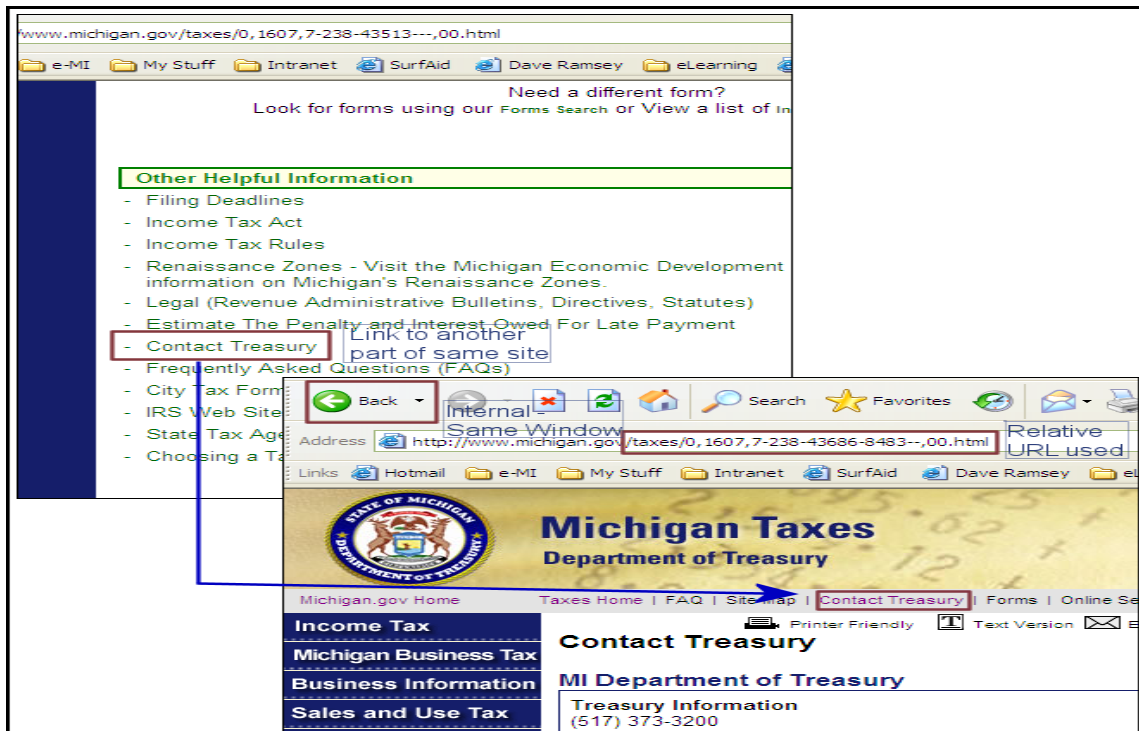 /www.michigan.gov/taxes/0,1607,7-238-43513---,00.html
e-MI My Stuff Intranet SurfAid Dave Ramsey eLearning
Need a different form?
Look for forms using our Forms Search or View a list of In
Other Helpful Information
- Filing Deadlines
- Income Tax Act
- Income Tax Rules
- Renaissance Zones - Visit the Michigan Economic Development
information on Michigan's Renaissance Zones.
- Legal (Revenue Administrative Bulletins, Directives, Statutes)
- Estimate The Penalty and Interest Owed For Late Payment
- Contact Treasury
Link to another
part of same site
- Frequently Asked Questions (FAQs)
- City Tax Form
- IRS Web Site
- State Tax Age
- Choosing a Ta
Back Search Favorites
Internal -
Same Window
Address http://www.michigan.gov/taxes/0,1607,7-238-43686-8483--,00.html
Relative
URL used
Links Hotmail e-MI My Stuff Intranet SurfAid Dave Ramsey eL
STATE OF MICHIGAN
DEPARTMENT OF TREASURY
Michigan Taxes
Department of Treasury
Michigan.gov Home Taxes Home | FAQ | Site Map | Contact Treasury | Forms | Online Se
Printer Friendly T Text Version E
Income Tax
Michigan Business Tax
Business Information
Sales and Use Tax
Contact Treasury
MI Department of Treasury
Treasury Information
(517) 373-3200